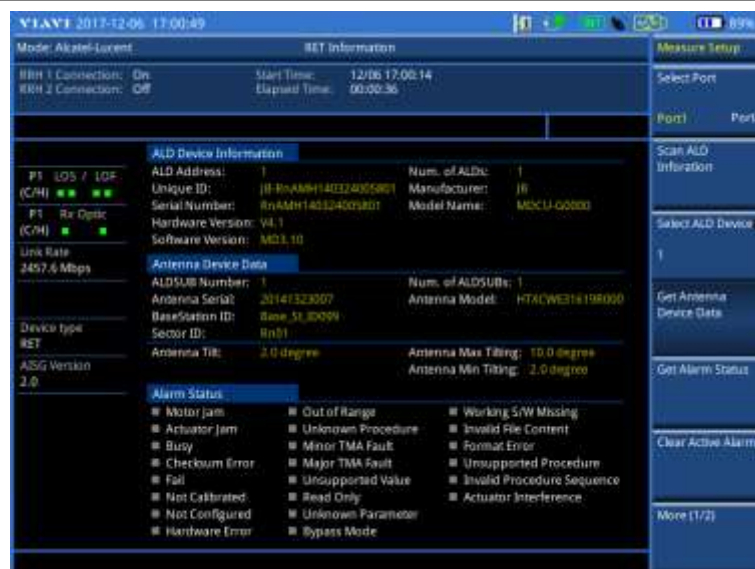 VIAVI 2017-12-06 17:00:49
89%
Mode: Alcatel-Lucent RET Information
RRH 1 Connection: On Start Time: 12/06 17:00:14
RRH 2 Connection: Off Elapsed Time: 00:00:36
P1 LOS / LOF
(C/H)
P1 Rx Optic
(C/H)
Link Rate
2457.6 Mbps
Device type
RET
AISG Version
2.0
ALD Device Information
ALD Address: 1 Num. of ALDs: 1
Unique ID: Manufacturer: JB
Serial Number: Model Name: MDCU-G0000
Hardware Version: V4.1
Software Version: MD3.10
Antenna Device Data
ALDSUB Number: 1 Num. of ALDSUBs: 1
Antenna Serial: 20141323007 Antenna Model: HTXCWE316198000
BaseStation ID: Base_St_ID099
Sector ID: Rn01
Antenna Tilt: 2.0 degree Antenna Max Tilting: 10.0 degree
Antenna Min Tilting: 2.0 degree
Alarm Status
Motor Jam Out of Range Working S/W Missing
Actuator Jam Unknown Procedure Invalid File Content
Busy Minor TMA Fault Format Error
Checksum Error Major TMA Fault Unsupported Procedure
Fail Unsupported Value Invalid Procedure Sequence
Not Calibrated Read Only Actuator Interference
Not Configured Unknown Parameter
Hardware Error Bypass Mode
Measure Setup
Select Port
Port1 Port
Scan ALD
Inforation
Select ALD Device
1
Get Antenna
Device Data
Get Alarm Status
Clear Active Alarm
More (1/2)